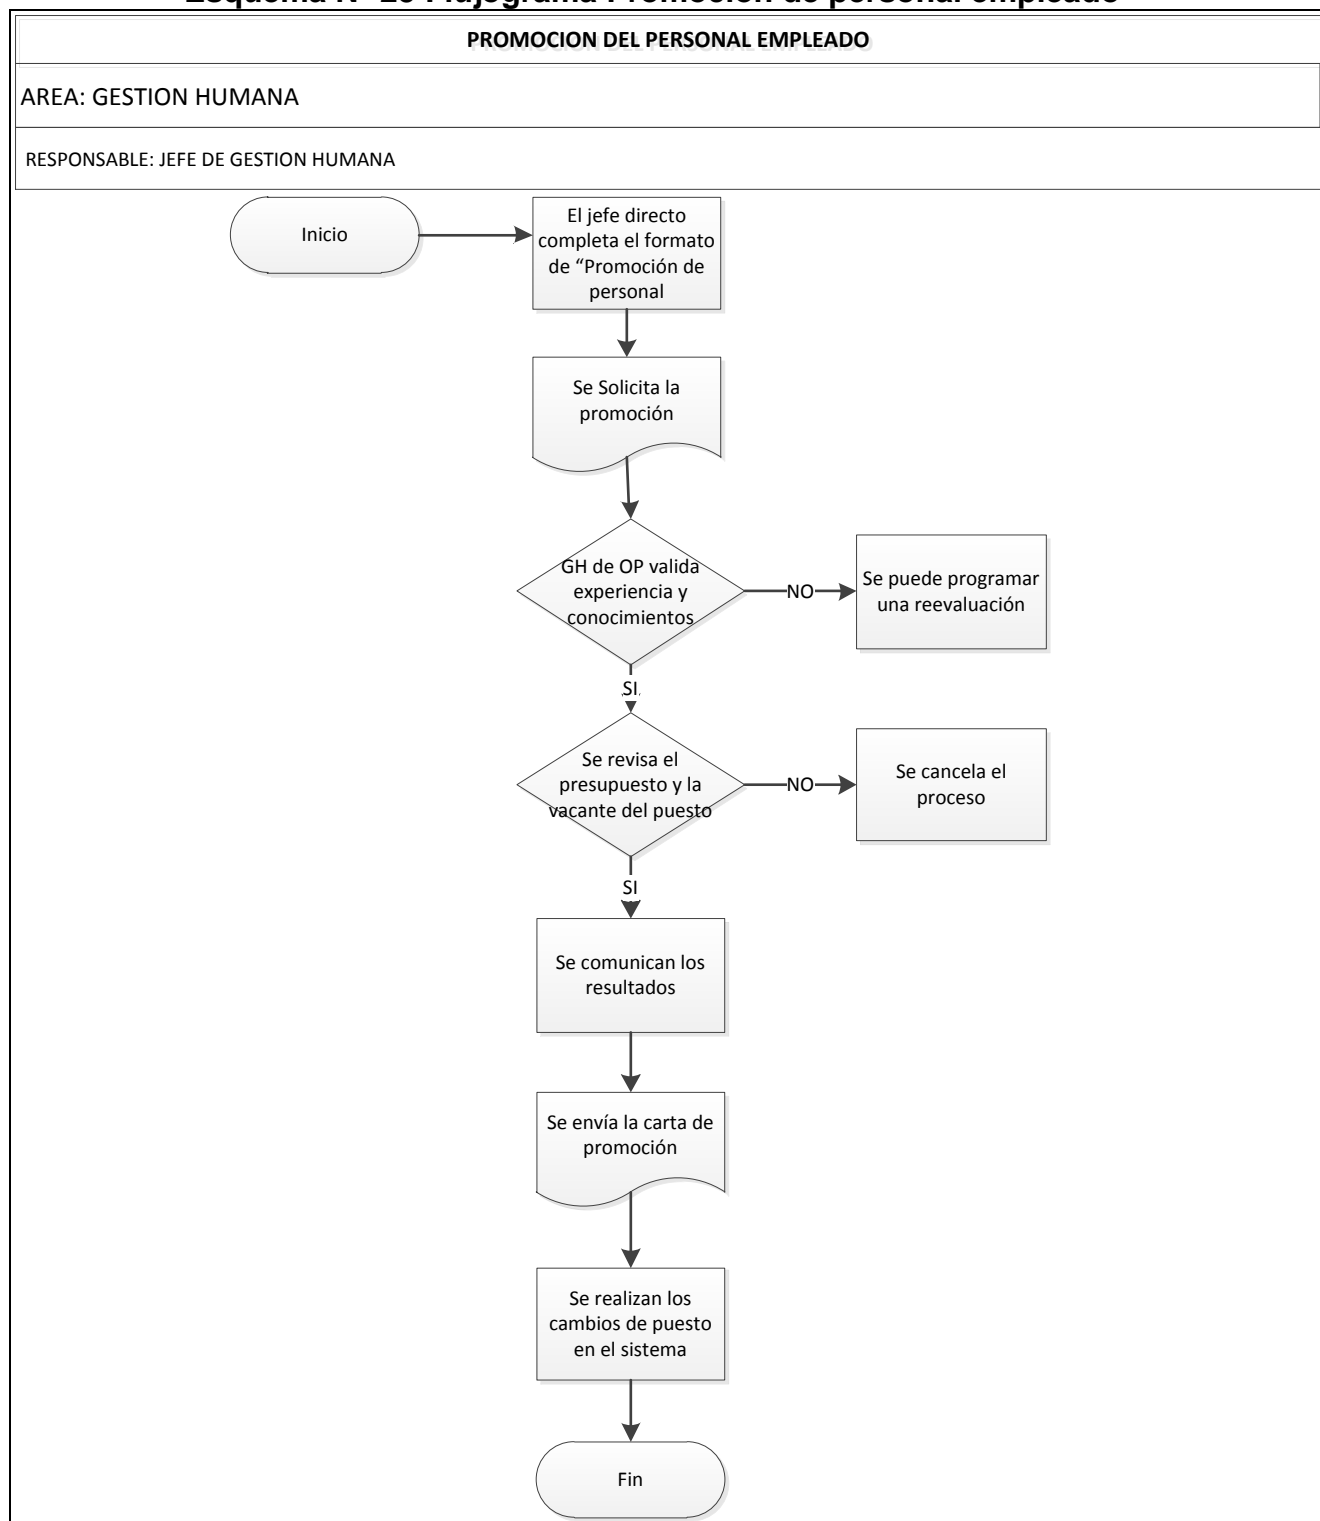 PROMOCION DEL PERSONAL EMPLEADO
AREA: GESTION HUMANA
RESPONSABLE: JEFE DE GESTION HUMANA
Inicio
El jefe directo
completa el formato
de “Promoción de
personal
Se Solicita la
promoción
GH de OP valida
experiencia y
conocimientos
NO
Se puede programar
una reevaluación
SI
Se revisa el
presupuesto y la
vacante del puesto
NO
Se cancela el
proceso
SI
Se comunican los
resultados
Se envía la carta de
promoción
Se realizan los
cambios de puesto
en el sistema
Fin